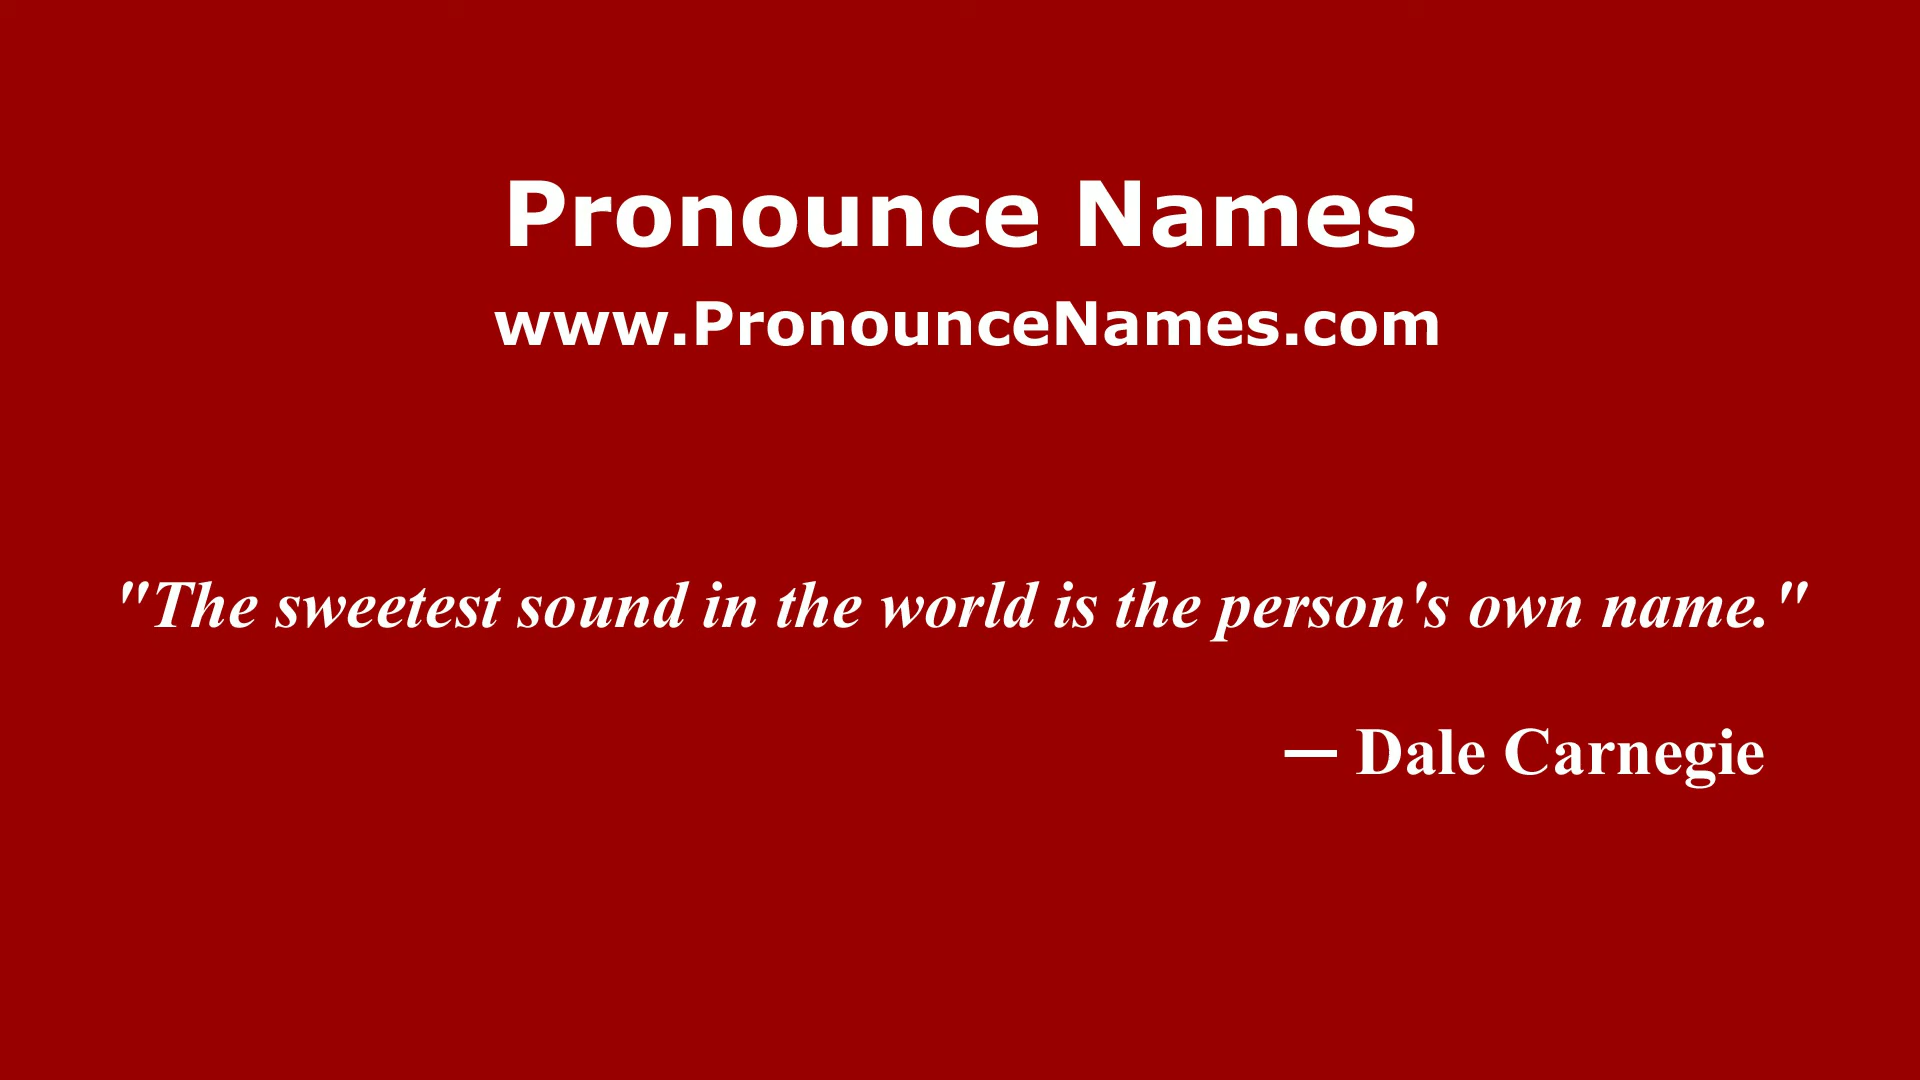 Pronounce Names
www.PronounceNames.com
"The sweetest sound in the world is the person's own name."
— Dale Carnegie